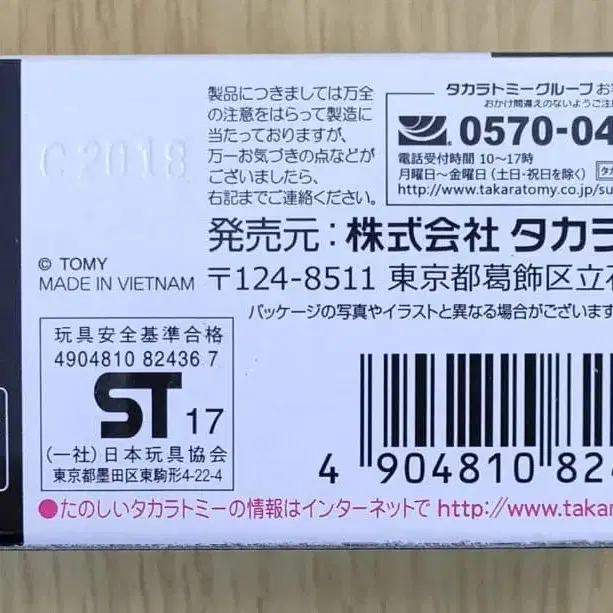 C2018
製品につきましては万全
の注意をはらって製造に
当たっておりますが、
万一お気づきの点などが
ございましたら、
右記までご連絡ください。
タカラトミーグループお
おかけ間違えのないようご注
0570-04
電話受付時間 10〜17時
月曜日〜金曜日(土・日・祝日を除く)
http://www.takaratomy.co.jp/su
発売元:株式会社 タカラ
© TOMY
MADE IN VIETNAM
〒124-8511 東京都葛飾区立
パッケージの写真やイラストと異なる場合がございます
玩具安全基準合格
4904810 82436 7
ST 17
(一社)日本玩具協会
東京都墨田区東駒形4-22-4
4 904810 824
●たのしいタカラトミーの情報はインターネットで http://www.takar